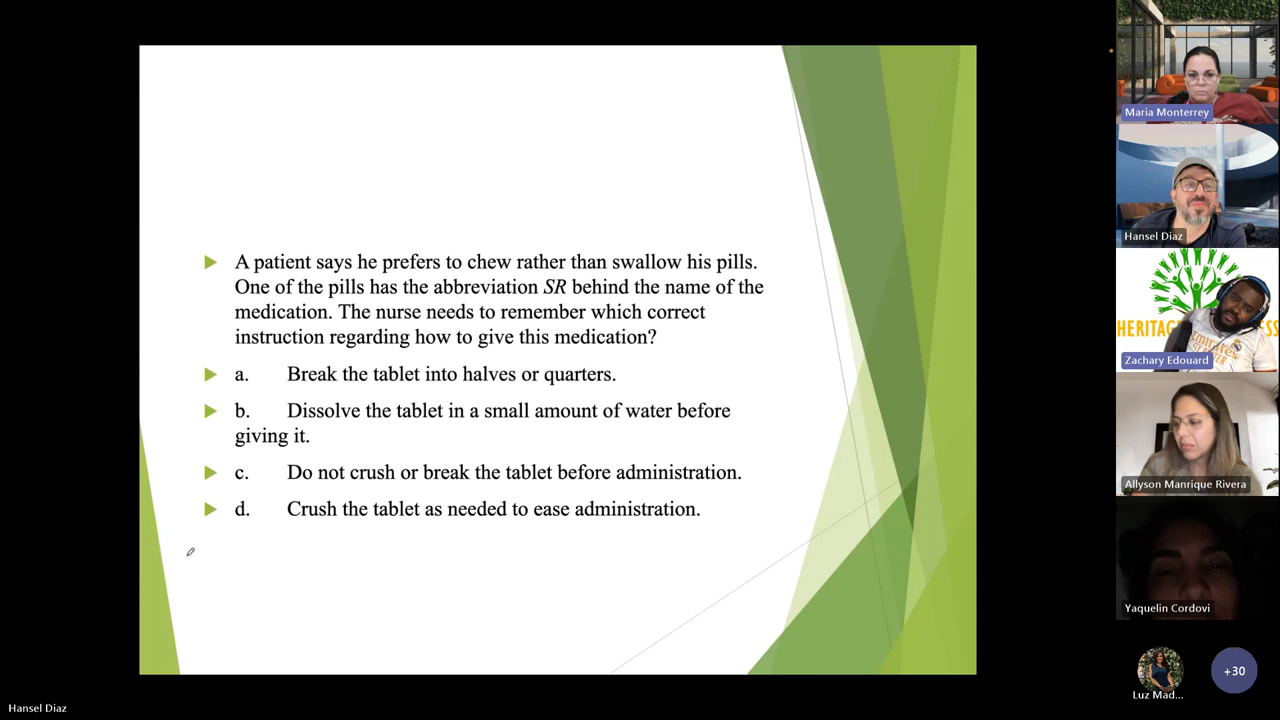 A patient says he prefers to chew rather than swallow his pills.
One of the pills has the abbreviation SR behind the name of the
medication. The nurse needs to remember which correct
instruction regarding how to give this medication?
a. Break the tablet into halves or quarters.
b. Dissolve the tablet in a small amount of water before
giving it.
c. Do not crush or break the tablet before administration.
d. Crush the tablet as needed to ease administration.
Maria Monterrey
Hansel Diaz
HERITAG
Zachary Edouard
Allyson Manrique Rivera
Yaquelin Cordovi
Luz Mad...
+30
Hansel Diaz